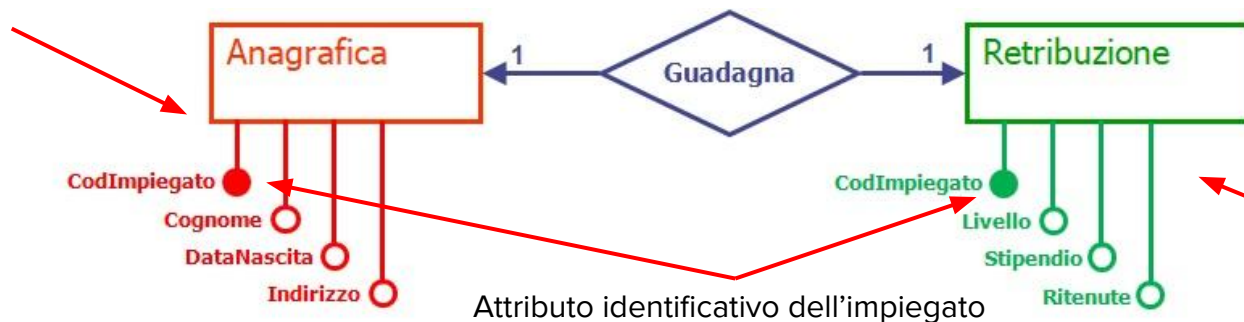 Anagrafica
1
Guadagna
1
Retribuzione
CodImpiegato
Cognome
DataNascita
Indirizzo
CodImpiegato
Livello
Stipendio
Ritenute
Attributo identificativo dell'impiegato